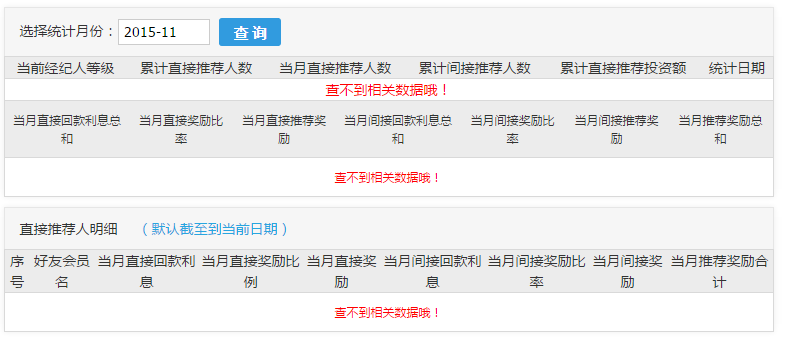 选择统计月份： 2015-11 查 询
当前经纪人等级 累计直接推荐人数 当月直接推荐人数 累计间接推荐人数 累计直接推荐投资额 统计日期
查不到相关数据哦！
当月直接回款利息总 当月直接奖励比 当月直接推荐奖 当月间接回款利息总 当月间接奖励比 当月间接推荐奖 当月推荐奖励总
和 率 励 和 率 励 和
查不到相关数据哦！
直接推荐人明细 （默认截至到当前日期）
序 好友会员 当月直接回款利 当月直接奖励比 当月直接奖 当月间接回款利 当月间接奖励比 当月间接奖 当月推荐奖励合
号 名 息 例 励 息 率 励 计
查不到相关数据哦！